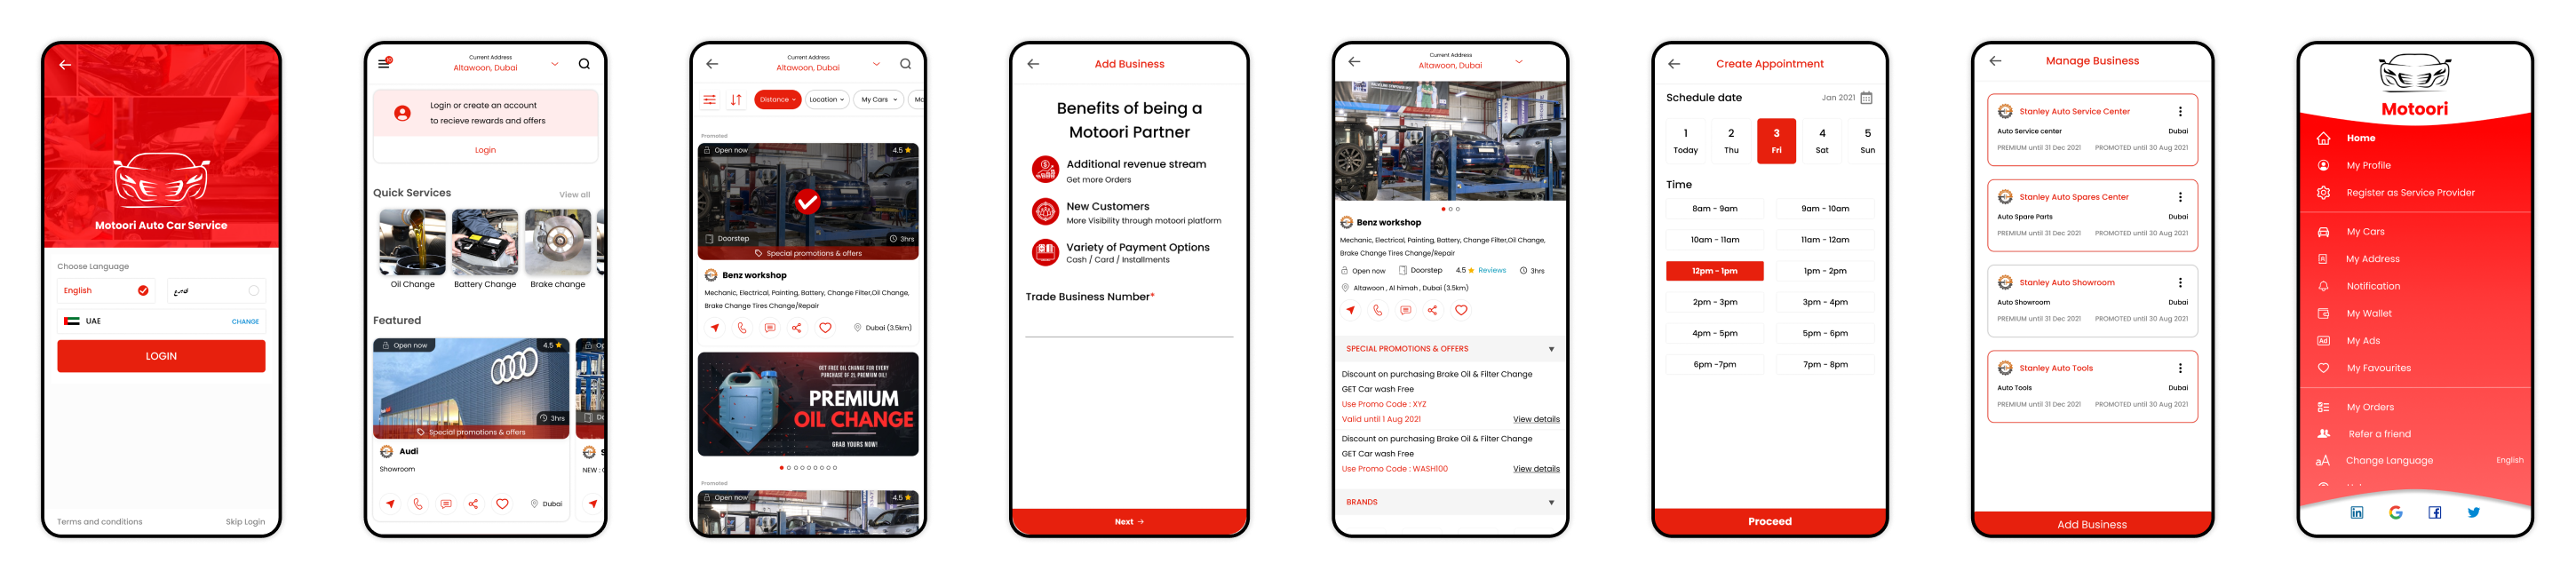 Motoori Auto Car Service
Choose Language
English
عربي
UAE
CHANGE
LOGIN
Terms and conditions
Skip Login
Current Address
Altawoon, Dubai
Login or create an account
to recieve rewards and offers
Login
Quick Services
View all
Oil Change
Battery Change
Brake change
Featured
Open now
4.5
3hrs
Special promotions & offers
Audi
Showroom
Dubai
NEW :
Current Address
Altawoon, Dubai
Distance
Location
My Cars
Promoted
Open now
4.5
Doorstep
3hrs
Special promotions & offers
Benz workshop
Mechanic, Electrical, Painting, Battery, Change Filter,Oil Change,
Brake Change Tires Change/Repair
Dubai (3.5km)
GET FREE OIL CHANGE FOR EVERY
PURCHASE OF 2L PREMIUM OIL!
PREMIUM
OIL CHANGE
GRAB YOURS NOW!
Promoted
Open now
4.5
Add Business
Benefits of being a
Motoori Partner
Additional revenue stream
Get more Orders
New Customers
More Visibility through motoori platform
Variety of Payment Options
Cash / Card / Installments
Trade Business Number*
Next →
Current Address
Altawoon, Dubai
Benz workshop
Mechanic, Electrical, Painting, Battery, Change Filter,Oil Change,
Brake Change Tires Change/Repair
Open now Doorstep 4.5 Reviews 3hrs
Altawoon , Al Nimah , Dubai (3.5km)
SPECIAL PROMOTIONS & OFFERS
Discount on purchasing Brake Oil & Filter Change
GET Car wash Free
Use Promo Code : XYZ
Valid until 1 Aug 2021 View details
Discount on purchasing Brake Oil & Filter Change
GET Car wash Free
Use Promo Code : WASH100 View details
BRANDS
Create Appointment
Schedule date Jan 2021
1 2 3 4 5
Today Thu Fri Sat Sun
Time
8am - 9am 9am - 10am
10am - 11am 11am - 12am
12pm - 1pm 1pm - 2pm
2pm - 3pm 3pm - 4pm
4pm - 5pm 5pm - 6pm
6pm -7pm 7pm - 8pm
Proceed
Manage Business
Stanley Auto Service Center
Auto Service center Dubai
PREMIUM until 31 Dec 2021 PROMOTED until 30 Aug 2021
Stanley Auto Spares Center
Auto Spare Parts Dubai
PREMIUM until 31 Dec 2021 PROMOTED until 30 Aug 2021
Stanley Auto Showroom
Auto Showroom Dubai
PREMIUM until 31 Dec 2021 PROMOTED until 30 Aug 2021
Stanley Auto Tools
Auto Tools Dubai
PREMIUM until 31 Dec 2021 PROMOTED until 30 Aug 2021
Add Business
Motoori
Home
My Profile
Register as Service Provider
My Cars
My Address
Notification
My Wallet
Ad My Ads
My Favourites
My Orders
Refer a friend
aA Change Language English